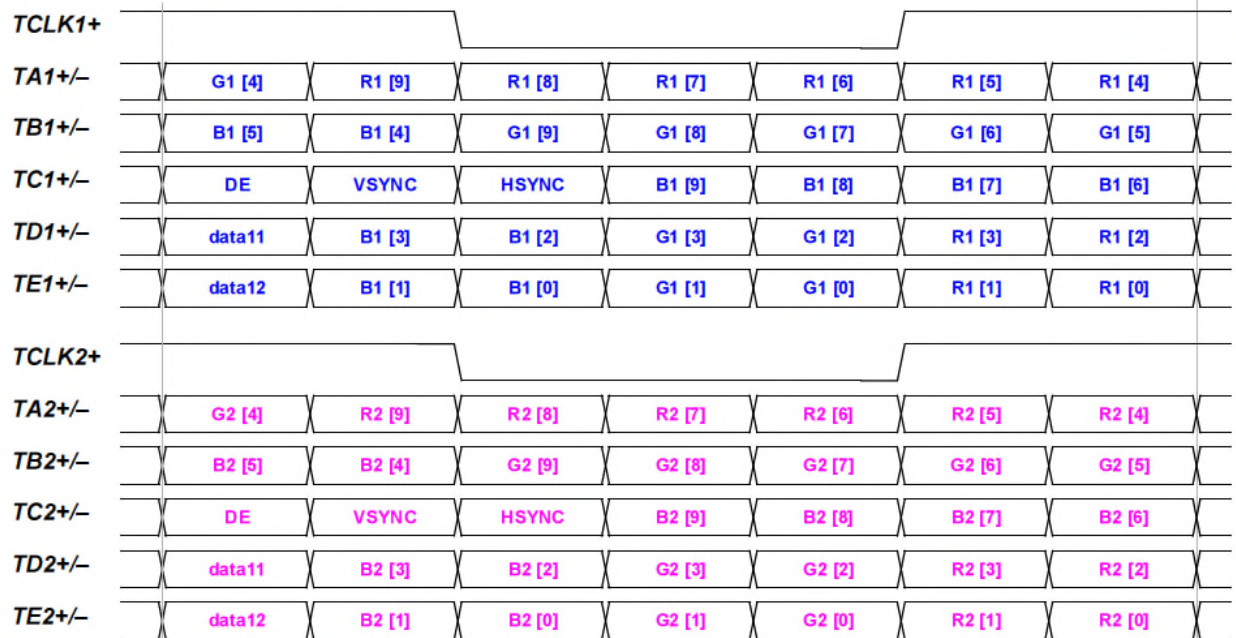 TCLK1+
TA1+/– G1 [4] R1 [9] R1 [8] R1 [7] R1 [6] R1 [5] R1 [4]
TB1+/– B1 [5] B1 [4] G1 [9] G1 [8] G1 [7] G1 [6] G1 [5]
TC1+/– DE VSYNC HSYNC B1 [9] B1 [8] B1 [7] B1 [6]
TD1+/– data11 B1 [3] B1 [2] G1 [3] G1 [2] R1 [3] R1 [2]
TE1+/– data12 B1 [1] B1 [0] G1 [1] G1 [0] R1 [1] R1 [0]
TCLK2+
TA2+/– G2 [4] R2 [9] R2 [8] R2 [7] R2 [6] R2 [5] R2 [4]
TB2+/– B2 [5] B2 [4] G2 [9] G2 [8] G2 [7] G2 [6] G2 [5]
TC2+/– DE VSYNC HSYNC B2 [9] B2 [8] B2 [7] B2 [6]
TD2+/– data11 B2 [3] B2 [2] G2 [3] G2 [2] R2 [3] R2 [2]
TE2+/– data12 B2 [1] B2 [0] G2 [1] G2 [0] R2 [1] R2 [0]